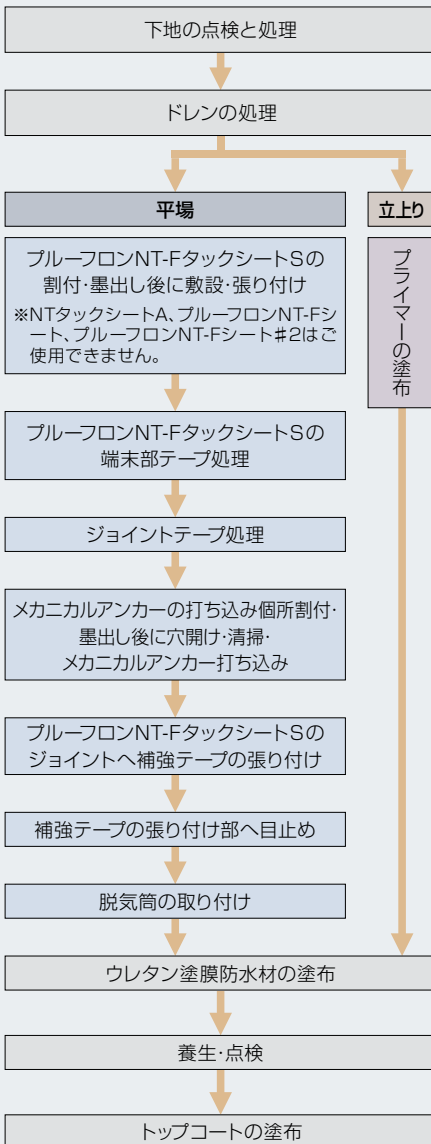 下地の点検と処理
ドレンの処理
平場
プルーフロンNT-FタックシートSの
割付・墨出し後に敷設・張り付け
※NTタックシートA、プルーフロンNT-Fシ
ート、プルーフロンNT-Fシート#2はご
使用できません。
プルーフロンNT-FタックシートSの
端末部テープ処理
ジョイントテープ処理
メカニカルアンカーの打ち込み個所割付・
墨出し後に穴開け・清掃・
メカニカルアンカー打ち込み
プルーフロンNT-FタックシートSの
ジョイントへ補強テープの張り付け
補強テープの張り付け部へ目止め
脱気筒の取り付け
立上り
プライマーの塗布
ウレタン塗膜防水材の塗布
養生・点検
トップコートの塗布